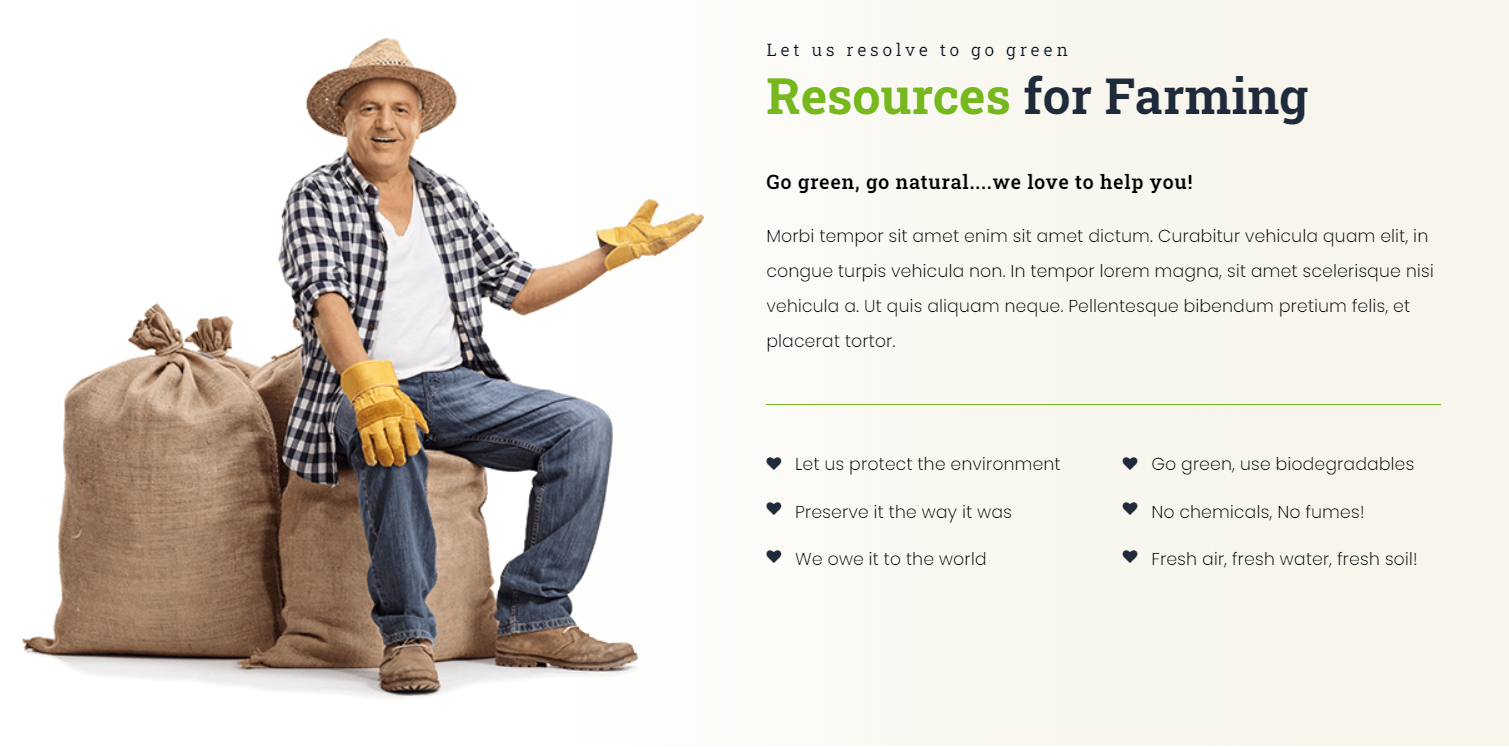 Let us resolve to go green
Resources for Farming
Go green, go natural....we love to help you!
Morbi tempor sit amet enim sit amet dictum. Curabitur vehicula quam elit, in
congue turpis vehicula non. In tempor lorem magna, sit amet scelerisque nisi
vehicula a. Ut quis aliquam neque. Pellentesque bibendum pretium felis, et
placerat tortor.
Let us protect the environment
Preserve it the way it was
We owe it to the world
Go green, use biodegradables
No chemicals, No fumes!
Fresh air, fresh water, fresh soil!